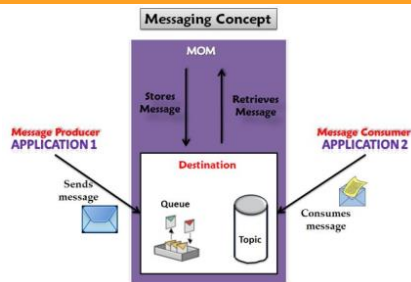 Messaging Concept
MOM
Stores
Message
Retrieves
Message
Message Producer
APPLICATION 1
Message Consumer
APPLICATION 2
Destination
Sends
message
Queue
Topic
Consumes
message